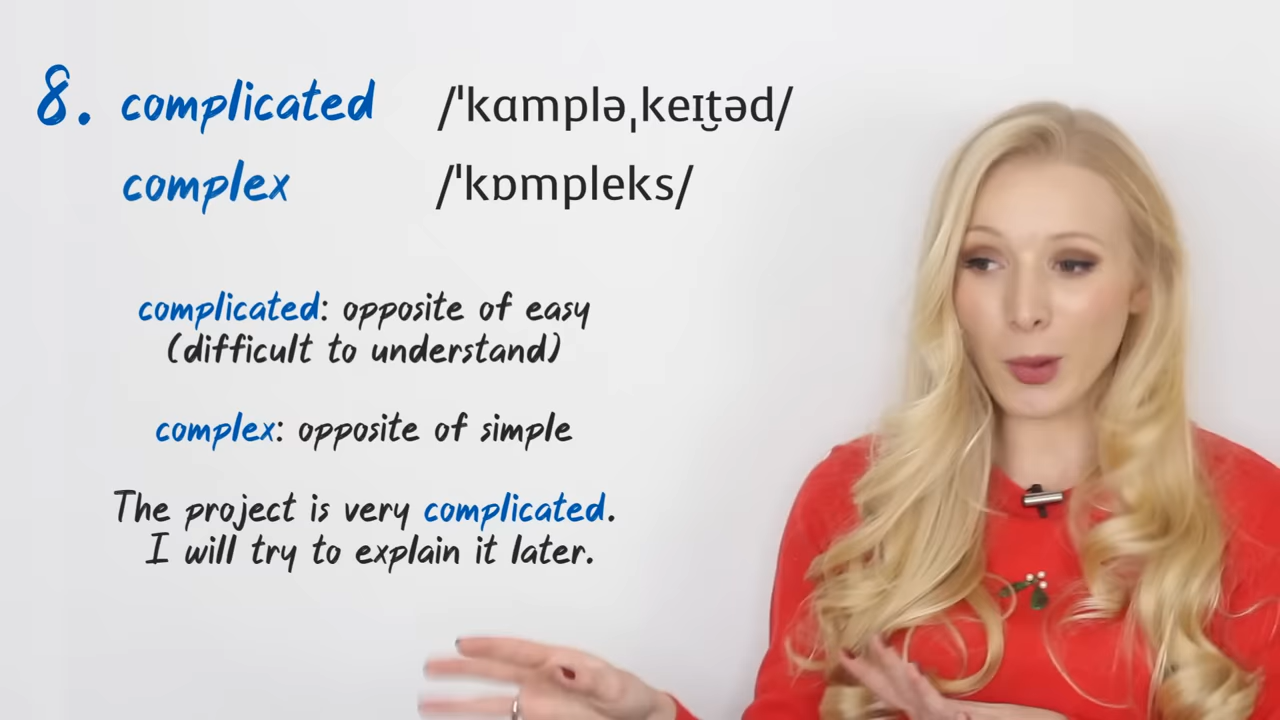 8. complicated /ˈkɑmpləˌkeɪt̬əd/
complex /ˈkɒmpleks/
complicated: opposite of easy
(difficult to understand)
complex: opposite of simple
The project is very complicated.
I will try to explain it later.